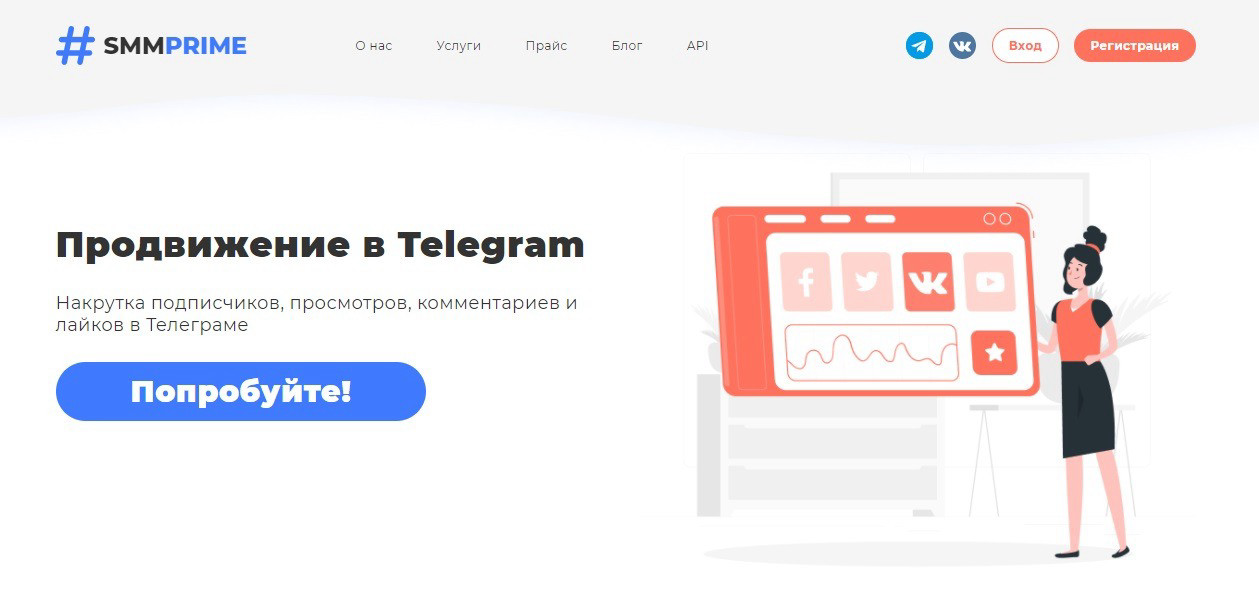 # SMMPRIME
О нас Услуги Прайс Блог API
Вход Регистрация
Продвижение в Telegram
Накрутка подписчиков, просмотров, комментариев и
лайков в Телеграме
Попробуйте!